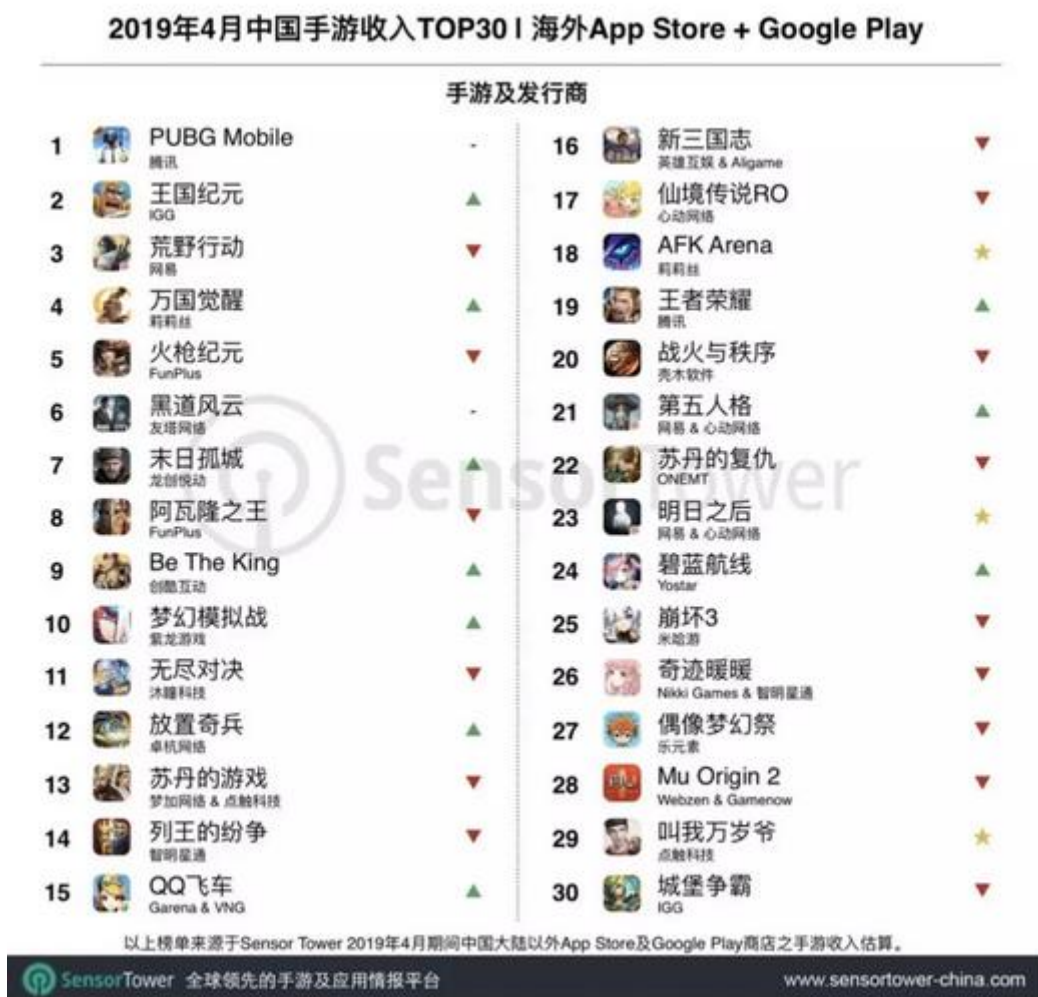 2019年4月中国手游收入TOP30 | 海外App Store + Google Play
手游及发行商
1
PUBG Mobile
腾讯
-
2
王国纪元
IGG
▲
3
荒野行动
网易
▼
4
万国觉醒
莉莉丝
▲
5
火枪纪元
FunPlus
▼
6
黑道风云
友塔网络
-
7
末日孤城
龙创悦动
▲
8
阿瓦隆之王
FunPlus
▼
9
Be The King
创酷互动
▲
10
梦幻模拟战
紫龙游戏
▲
11
无尽对决
沐瞳科技
▼
12
放置奇兵
卓杭网络
▲
13
苏丹的游戏
梦加网络 & 点触科技
▼
14
列王的纷争
智明星通
▼
15
QQ飞车
Garena & VNG
▲
16
新三国志
英雄互娱 & Aligame
▼
17
仙境传说RO
心动网络
▼
18
AFK Arena
莉莉丝
★
19
王者荣耀
腾讯
▲
20
战火与秩序
壳木软件
▼
21
第五人格
网易 & 心动网络
▲
22
苏丹的复仇
ONEMT
▼
23
明日之后
网易 & 心动网络
★
24
碧蓝航线
Yostar
▲
25
崩坏3
米哈游
▼
26
奇迹暖暖
Nikki Games & 智明星通
▼
27
偶像梦幻祭
乐元素
▼
28
Mu Origin 2
Webzen & Gamenow
▼
29
叫我万岁爷
点触科技
★
30
城堡争霸
IGG
▼
SensorTower
以上榜单来源于Sensor Tower 2019年4月期间中国大陆以外App Store及Google Play商店之手游收入估算。
SensorTower 全球领先的手游及应用情报平台
www.sensortower-china.com